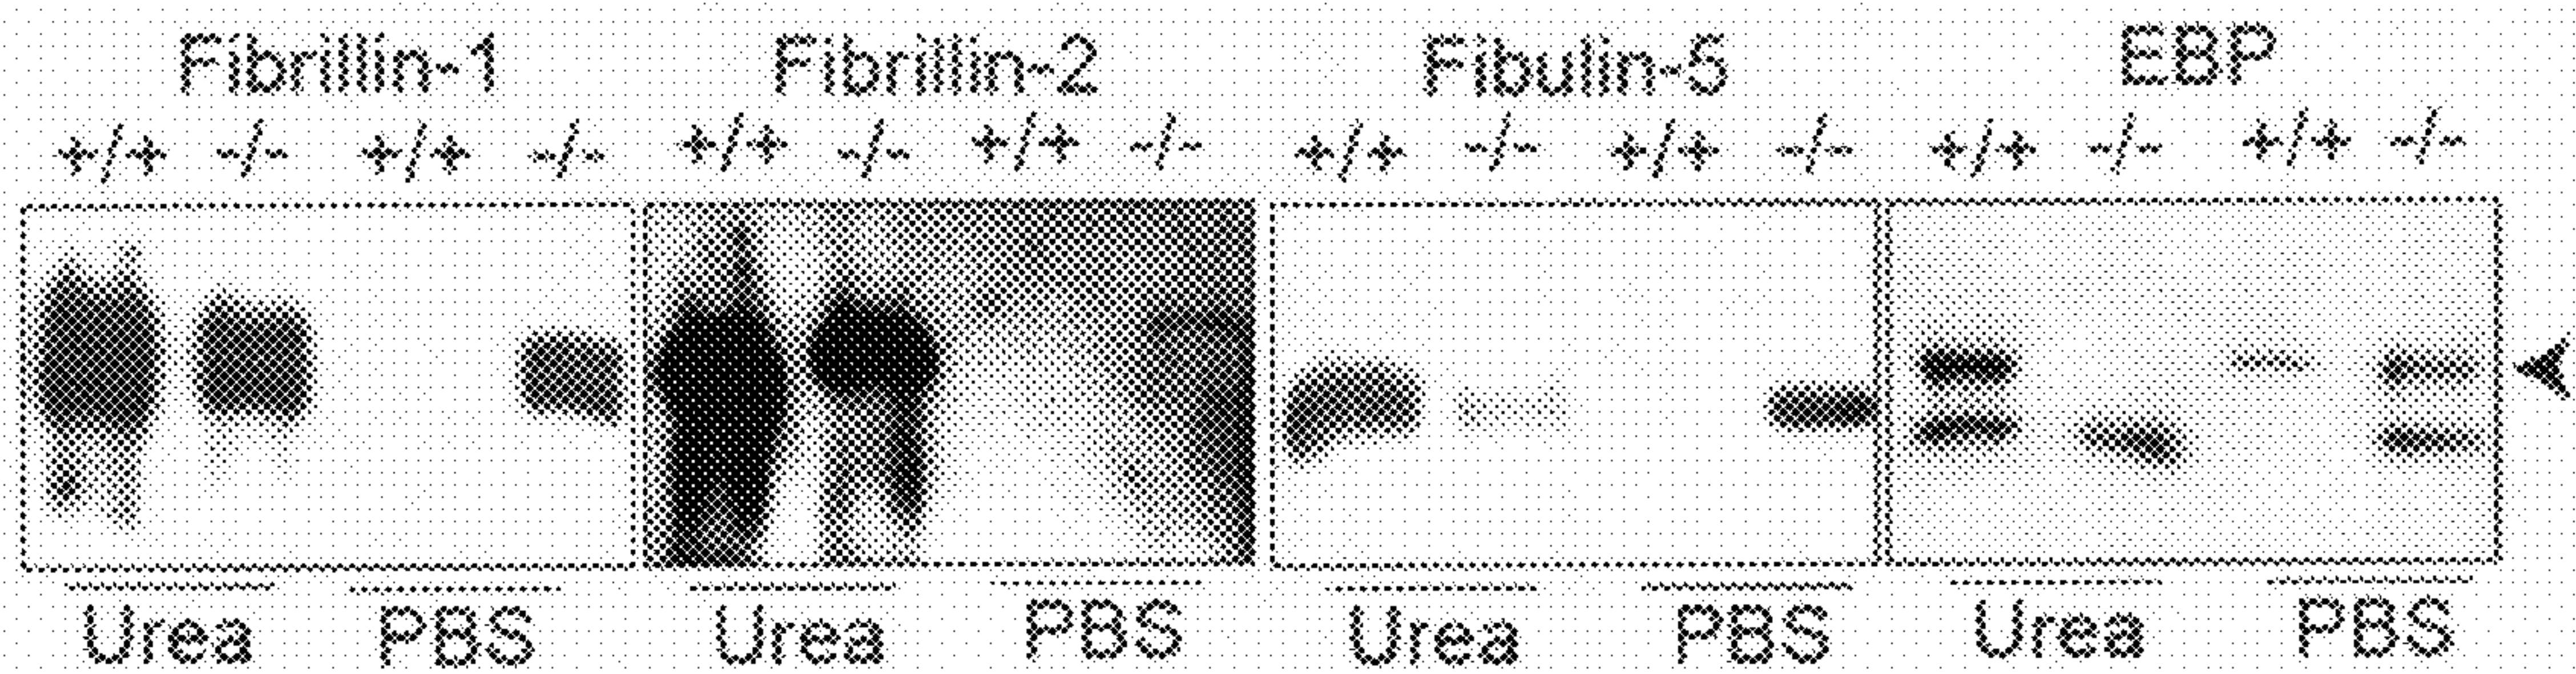 Fibrillin-1 Fibrillin-2 Fibulin-5 EBP
+/+ -/- +/+ -/- +/+ -/- +/+ -/- +/+ -/- +/+ -/- +/+ -/- +/+ -/-
Urea PBS Urea PBS Urea PBS Urea PBS